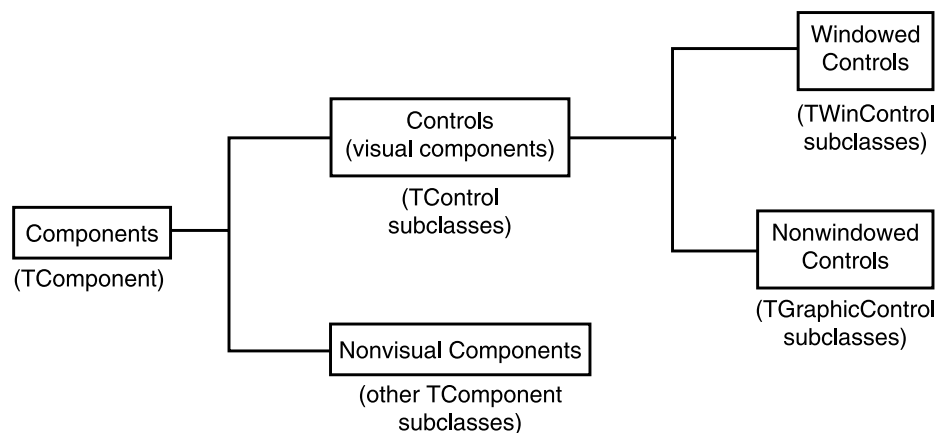 Windowed
Controls
(TWinControl
subclasses)
Controls
(visual components)
(TControl
subclasses)
Components
(TComponent)
Nonwindowed
Controls
(TGraphicControl
subclasses)
Nonvisual Components
(other TComponent
subclasses)